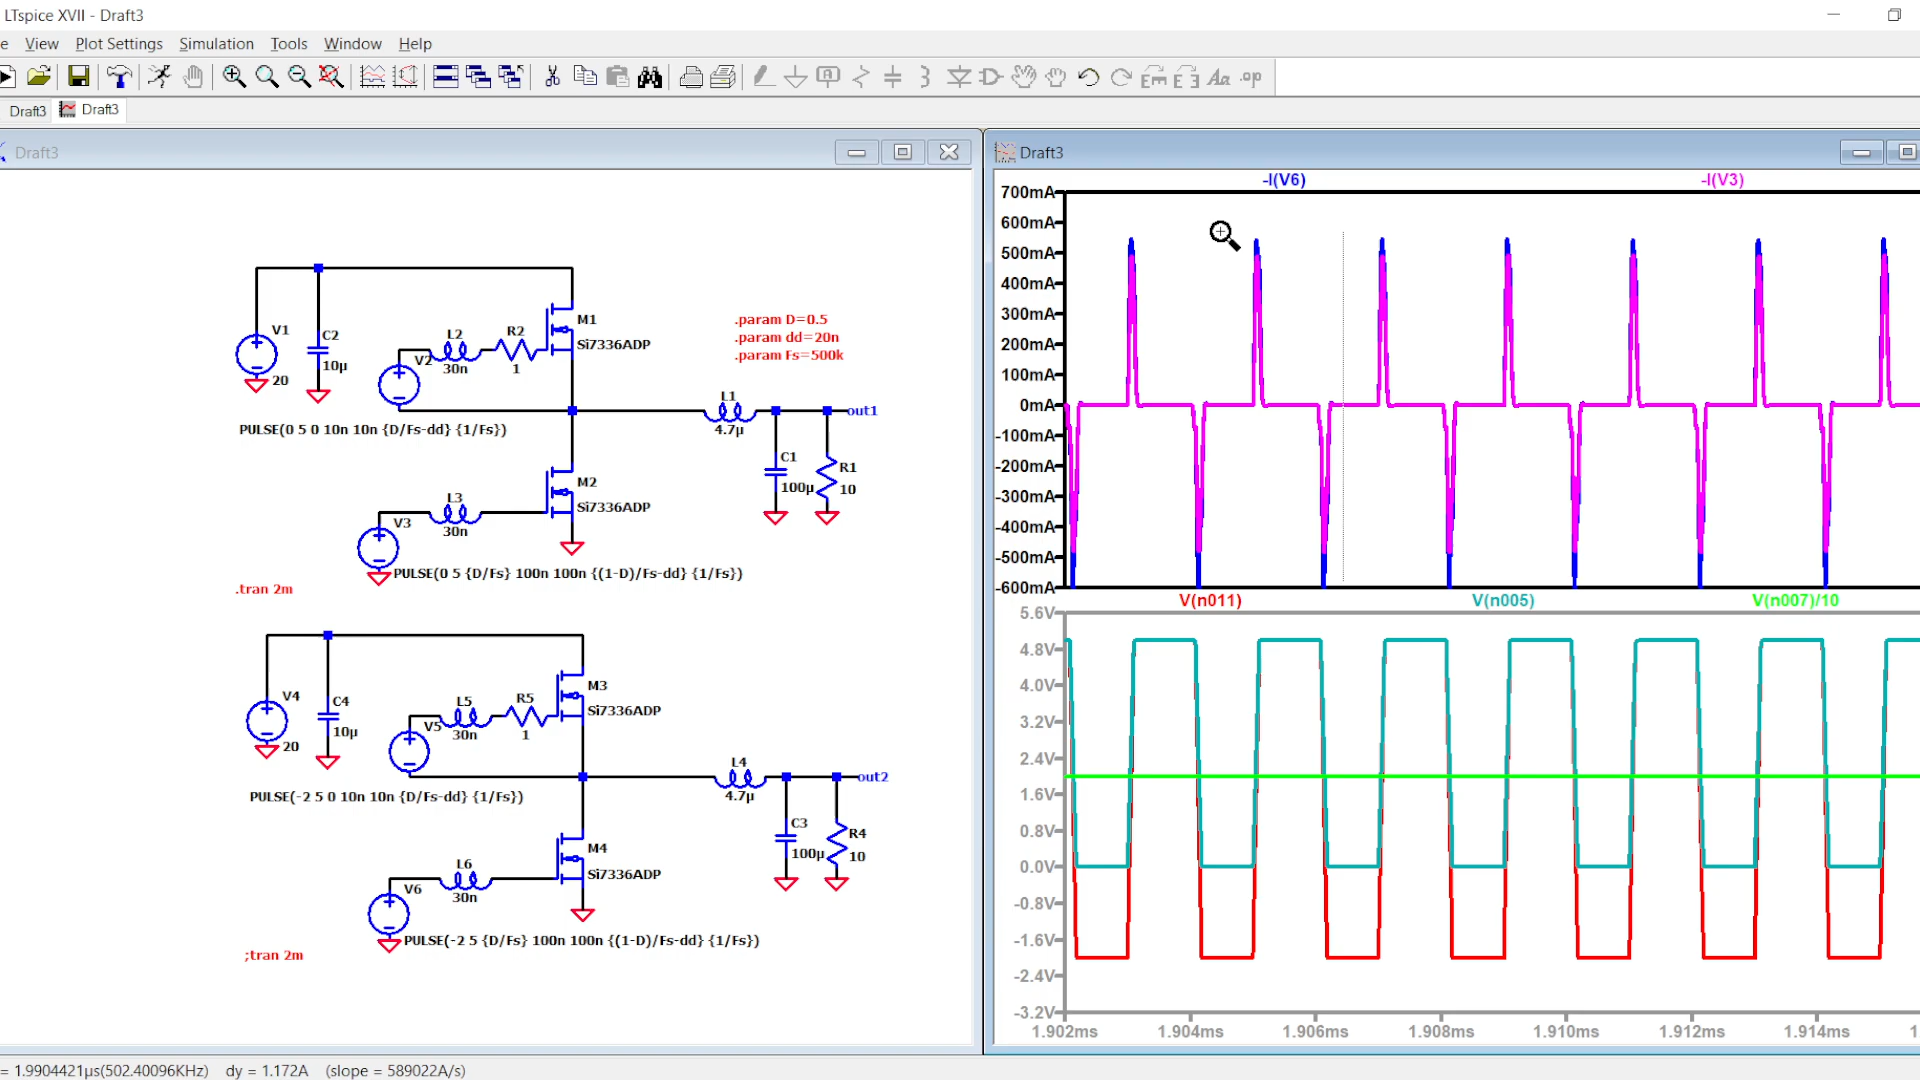 LTspice XVII - Draft3
e View Plot Settings Simulation Tools Window Help
Aa .op
Draft3 Draft3
Draft3
V1
20
C2
10µ
V2
L2
30n
R2
1
M1
Si7336ADP
.param D=0.5
.param dd=20n
.param Fs=500k
PULSE(0 5 0 10n 10n {D/Fs-dd} {1/Fs})
L1
4.7µ
out1
C1
100µ
R1
10
M2
Si7336ADP
L3
30n
V3
PULSE(0 5 {D/Fs} 100n 100n {(1-D)/Fs-dd} {1/Fs})
.tran 2m
V4
20
C4
10µ
V5
L5
30n
R5
1
M3
Si7336ADP
PULSE(-2 5 0 10n 10n {D/Fs-dd} {1/Fs})
L4
4.7µ
out2
C3
100µ
R4
10
M4
Si7336ADP
L6
30n
V6
PULSE(-2 5 {D/Fs} 100n 100n {(1-D)/Fs-dd} {1/Fs})
;tran 2m
Draft3
-I(V6) -I(V3)
700mA
600mA
500mA
400mA
300mA
200mA
100mA
0mA
-100mA
-200mA
-300mA
-400mA
-500mA
-600mA
V(n011) V(n005) V(n007)/10
5.6V
4.8V
4.0V
3.2V
2.4V
1.6V
0.8V
0.0V
-0.8V
-1.6V
-2.4V
-3.2V
1.902ms 1.904ms 1.906ms 1.908ms 1.910ms 1.912ms 1.914ms 1.
= 1.9904421µs(502.40096KHz) dy = 1.172A (slope = 589022A/s)